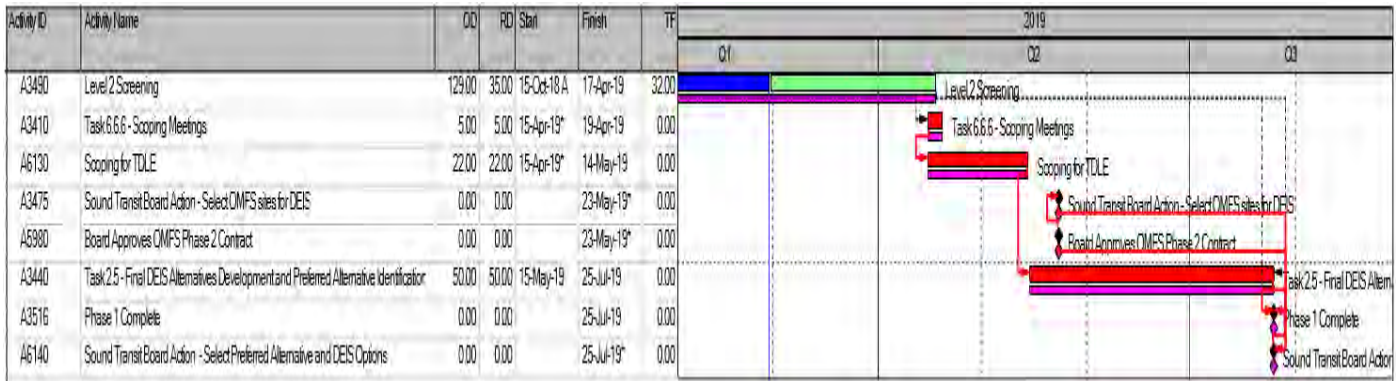 Activity ID Activity Name OD RD Start Finish TF 2019
Q1 Q2 Q3
A3490 Level 2 Screening 129.00 35.00 15-Oct-18 A 17-Apr-19 32.00 Level 2 Screening
A3410 Task 6.6.6 - Scoping Meetings 5.00 5.00 15-Apr-19* 19-Apr-19 0.00 Task 6.6.6 - Scoping Meetings
A6130 Scoping for TDLE 22.00 22.00 15-Apr-19* 14-May-19 0.00 Scoping for TDLE
A3475 Sound Transit Board Action - Select OMFS sites for DEIS 0.00 0.00 23-May-19* 0.00 Sound Transit Board Action - Select OMFS sites for DEIS
A5980 Board Approves OMFS Phase 2 Contract 0.00 0.00 23-May-19* 0.00 Board Approves OMFS Phase 2 Contract
A3440 Task 2.5 - Final DEIS Alternatives Development and Preferred Alternative Identification 50.00 50.00 15-May-19 25-Jul-19 0.00 Task 2.5 - Final DEIS Altern
A3516 Phase 1 Complete 0.00 0.00 25-Jul-19 0.00 Phase 1 Complete
A6140 Sound Transit Board Action - Select Preferred Alternative and DEIS Options 0.00 0.00 25-Jul-19* 0.00 Sound Transit Board Action